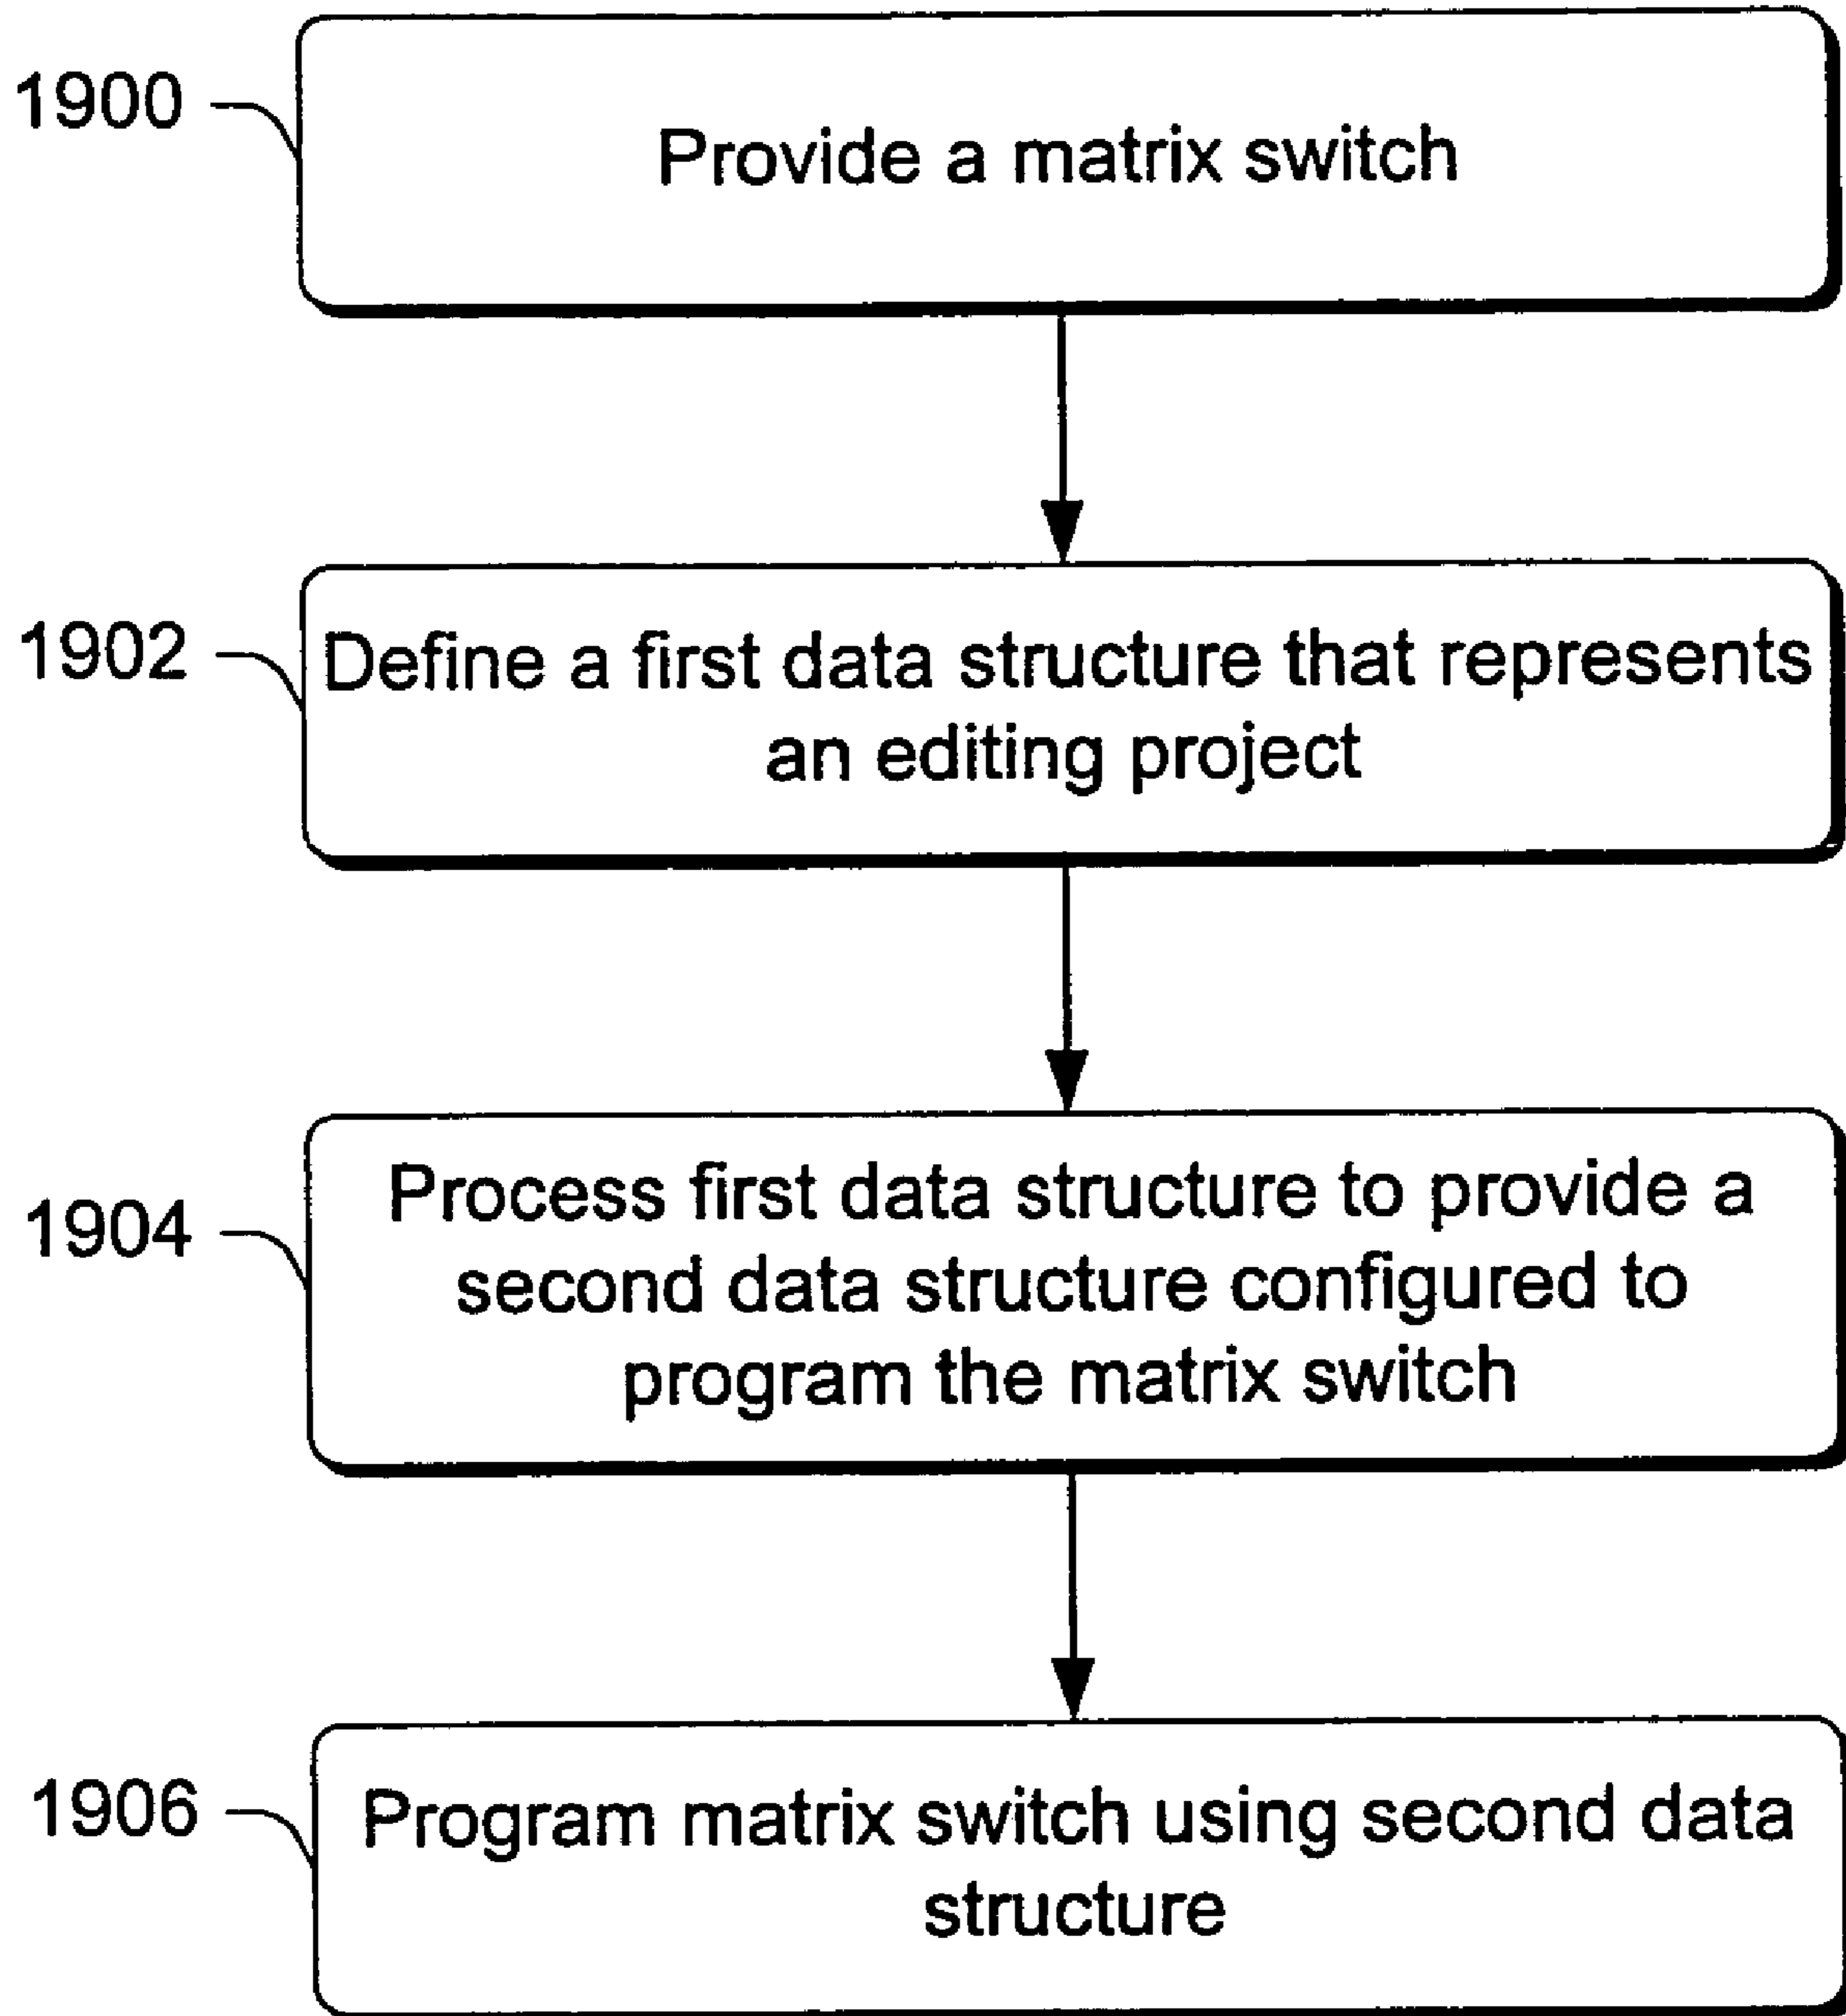 1900
Provide a matrix switch
1902
Define a first data structure that represents
an editing project
1904
Process first data structure to provide a
second data structure configured to
program the matrix switch
1906
Program matrix switch using second data
structure